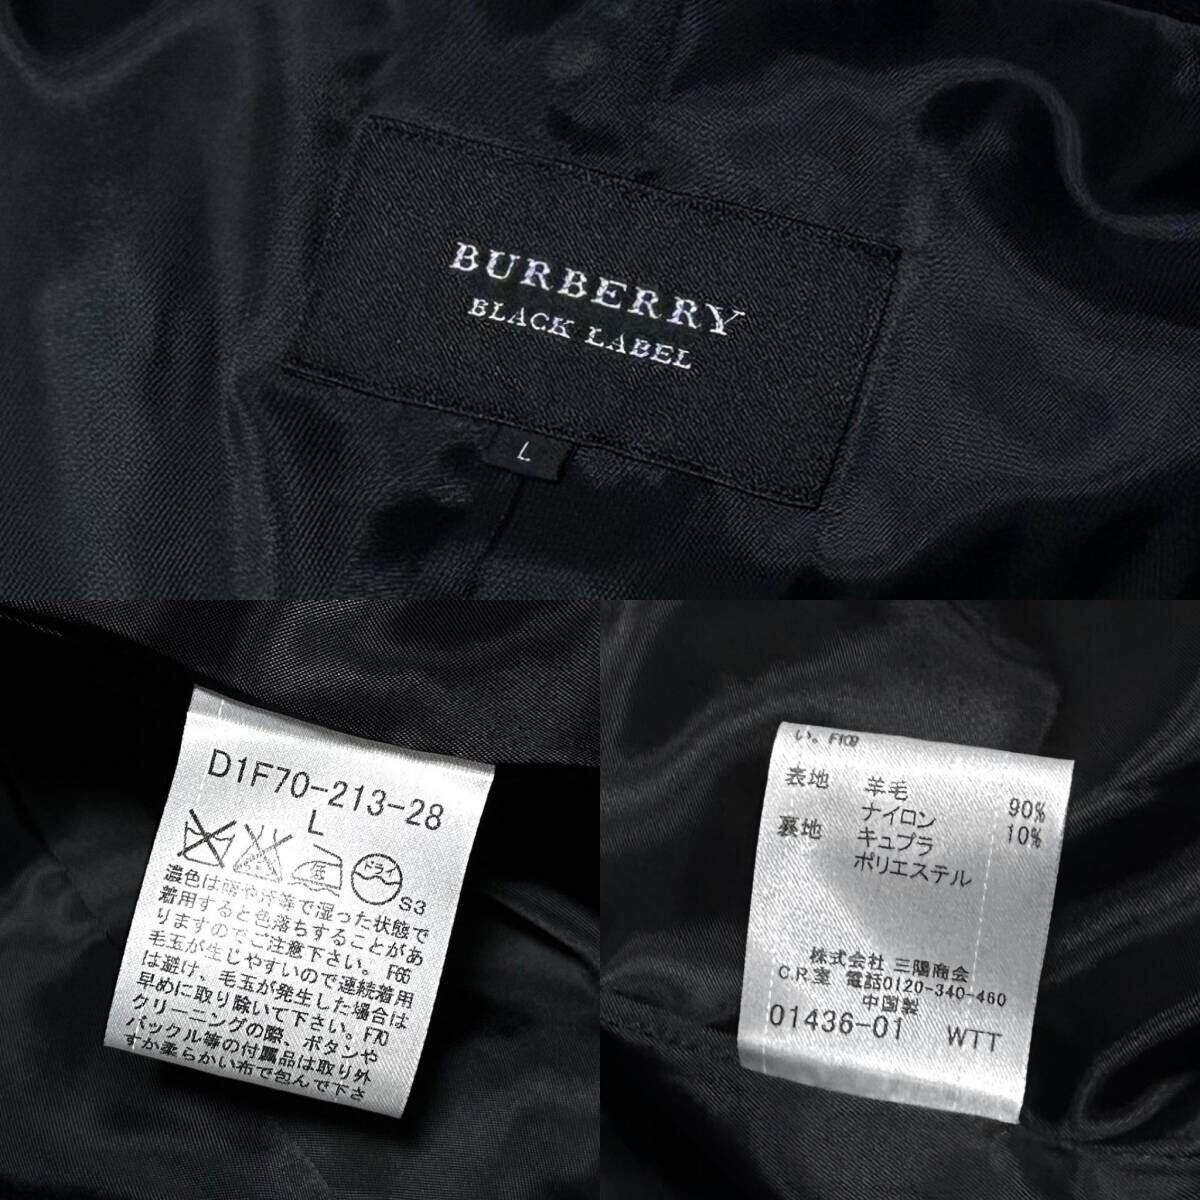 BURBERRY
BLACK LABEL
L
D1F70-213-28
L
低
ドライ
S3
濃色は雨や汗等で湿った状態で
着用すると色落ちすることがあ
りますのでご注意下さい。F66
毛玉が生じやすいので連続着用
は避け、毛玉が発生した場合は
早めに取り除いて下さい。F70
クリーニングの際、ボタンや
バックル等の付属品は取り外
すか柔らかい布で包んで下さ
い。F102
表地 羊毛 90%
ナイロン 10%
裏地 キュプラ
ポリエステル
株式会社 三陽商会
C.R.室 電話0120-340-460
中国製
01436-01 WTT